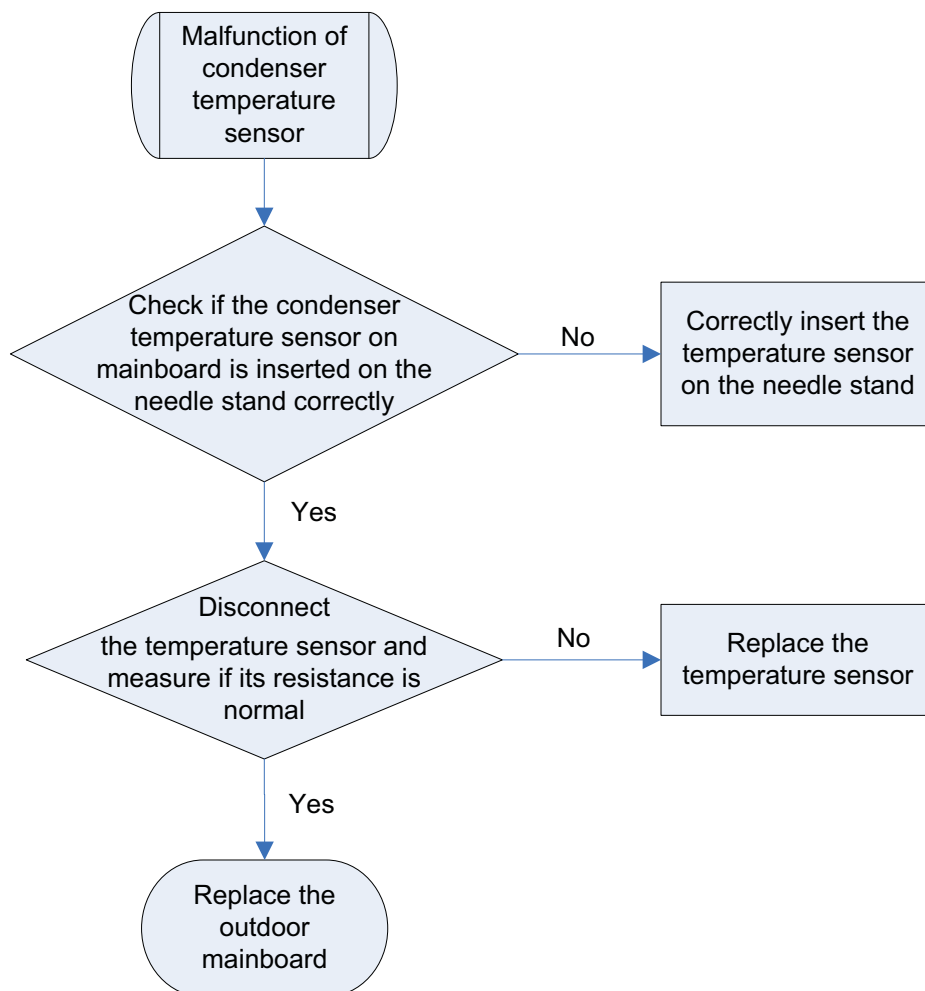 Malfunction of
condenser
temperature
sensor
Check if the condenser
temperature sensor on
mainboard is inserted on the
needle stand correctly
No
Correctly insert the
temperature sensor
on the needle stand
Yes
Disconnect
the temperature sensor and
measure if its resistance is
normal
No
Replace the
temperature sensor
Yes
Replace the
outdoor
mainboard